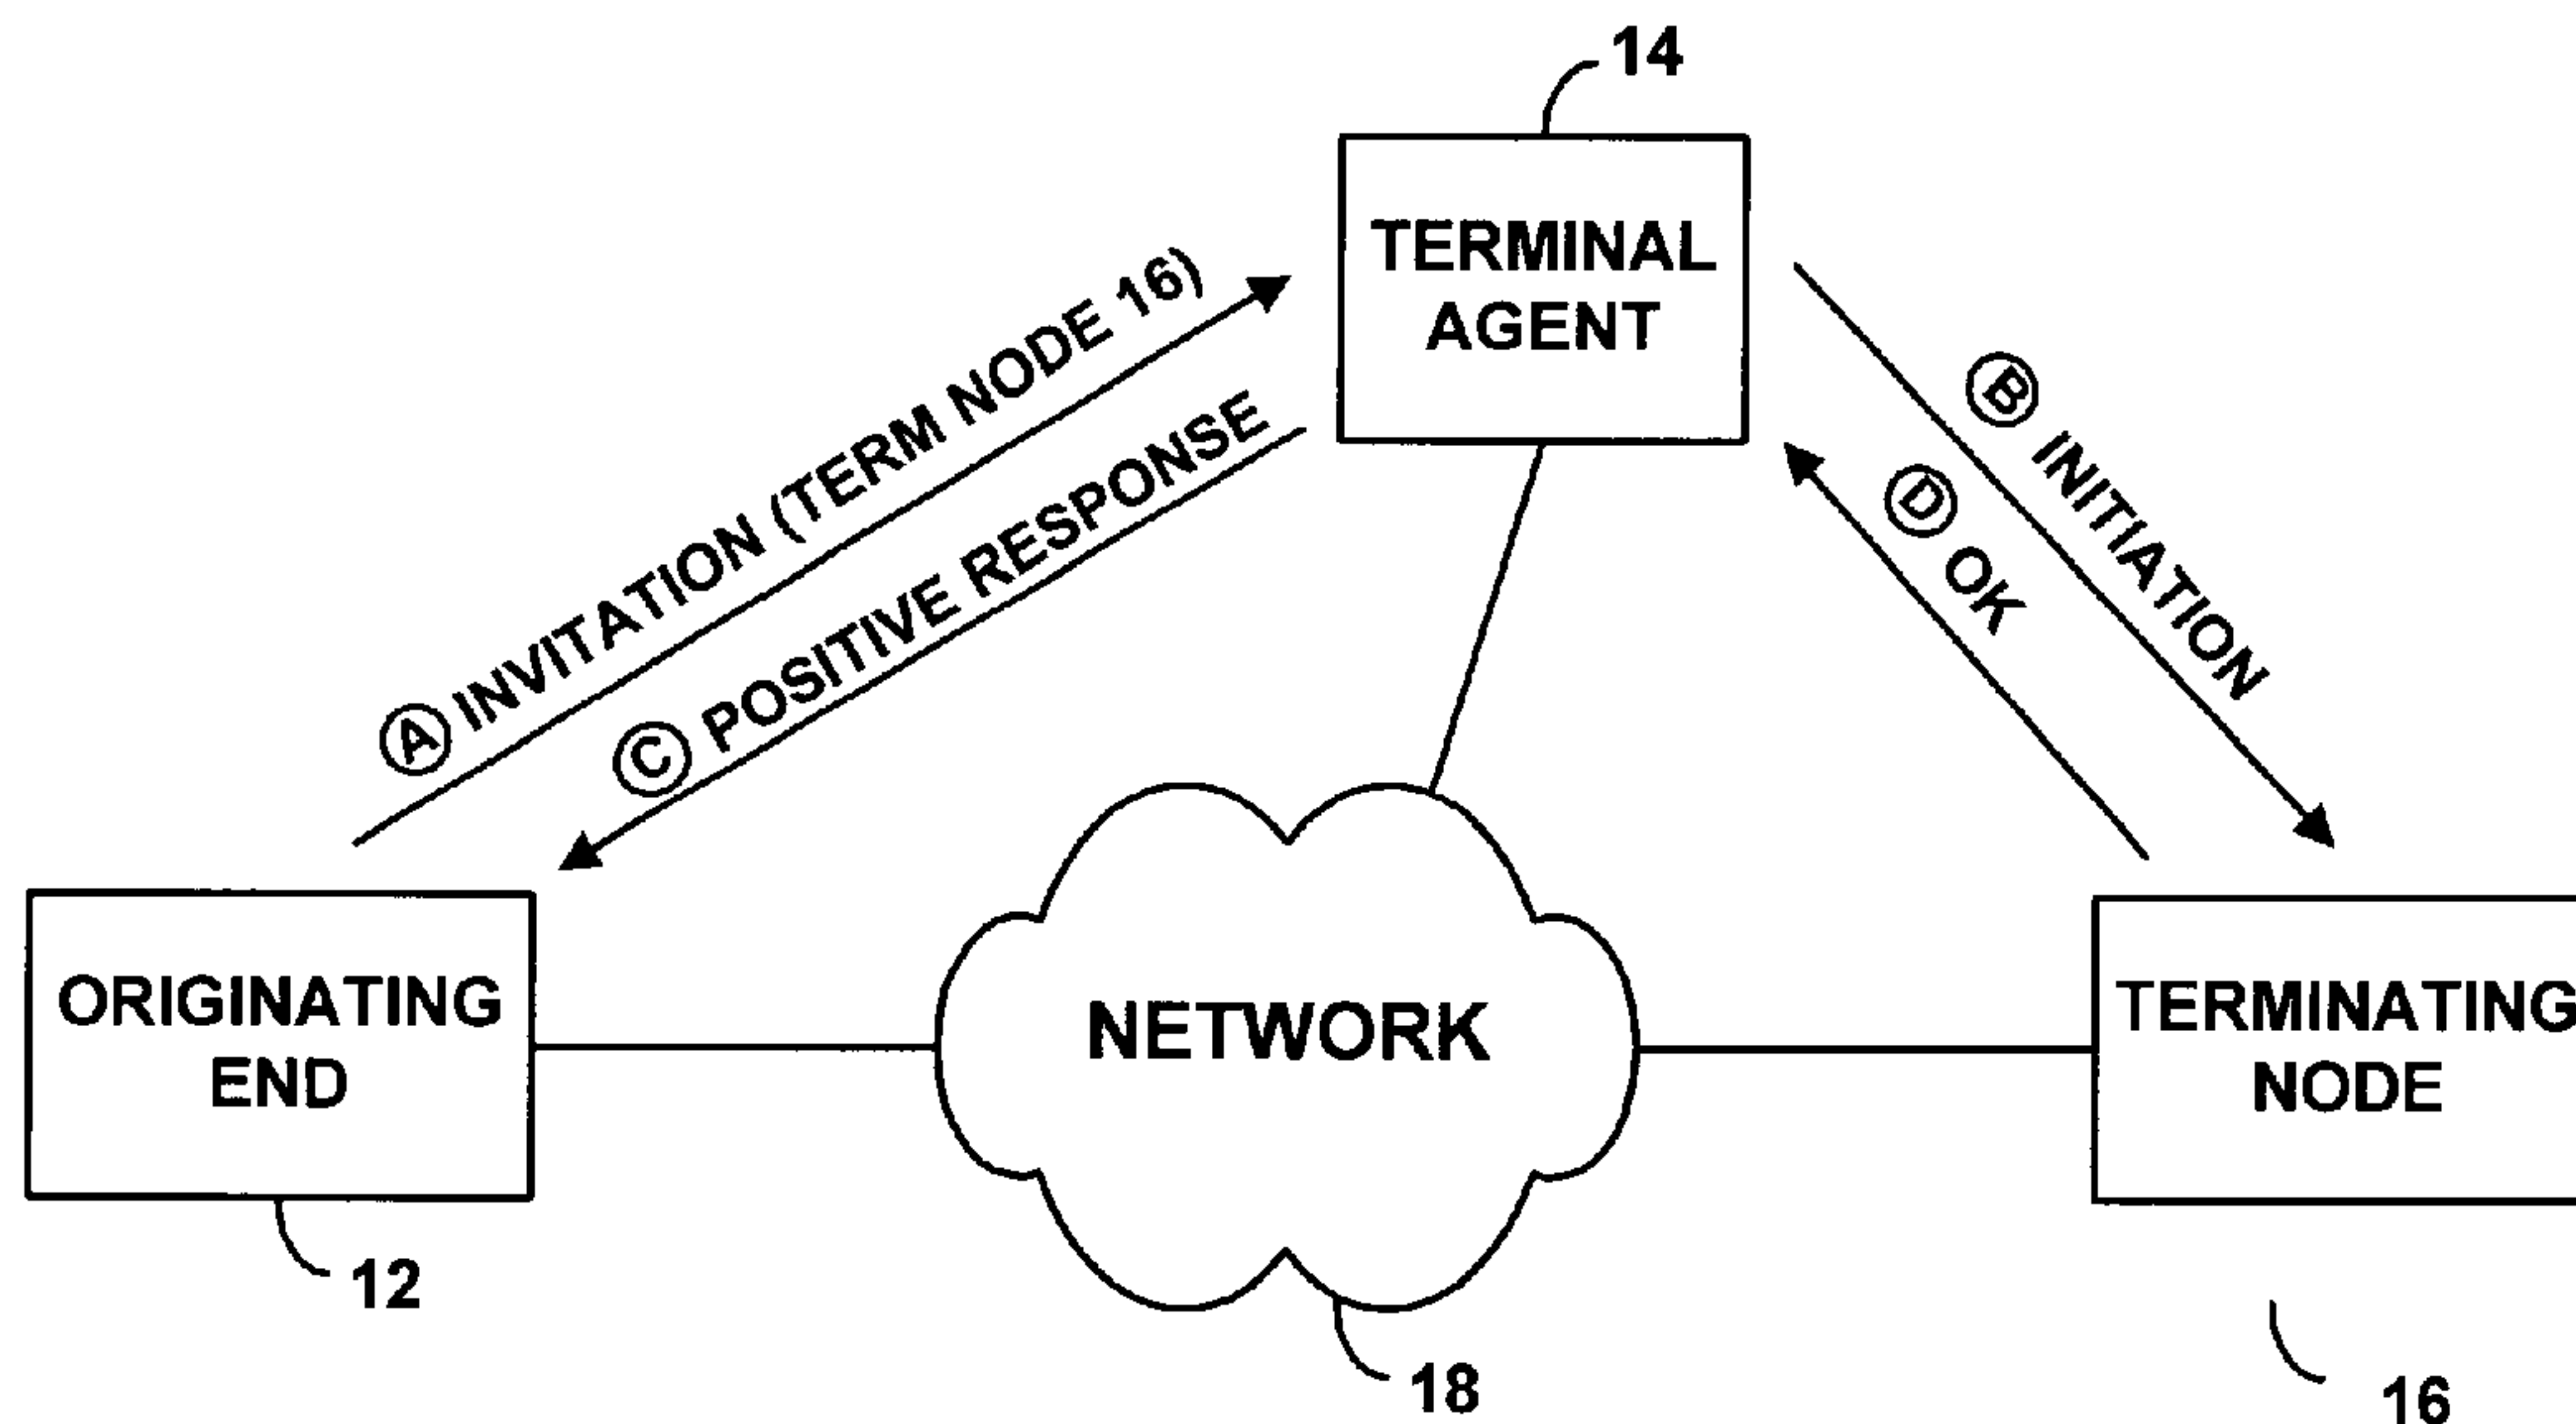 14
TERMINAL
AGENT
Ⓐ INVITATION (TERM NODE 16)
Ⓒ POSITIVE RESPONSE
Ⓑ INITIATION
Ⓓ OK
ORIGINATING
END
NETWORK
TERMINATING
NODE
12
18
16